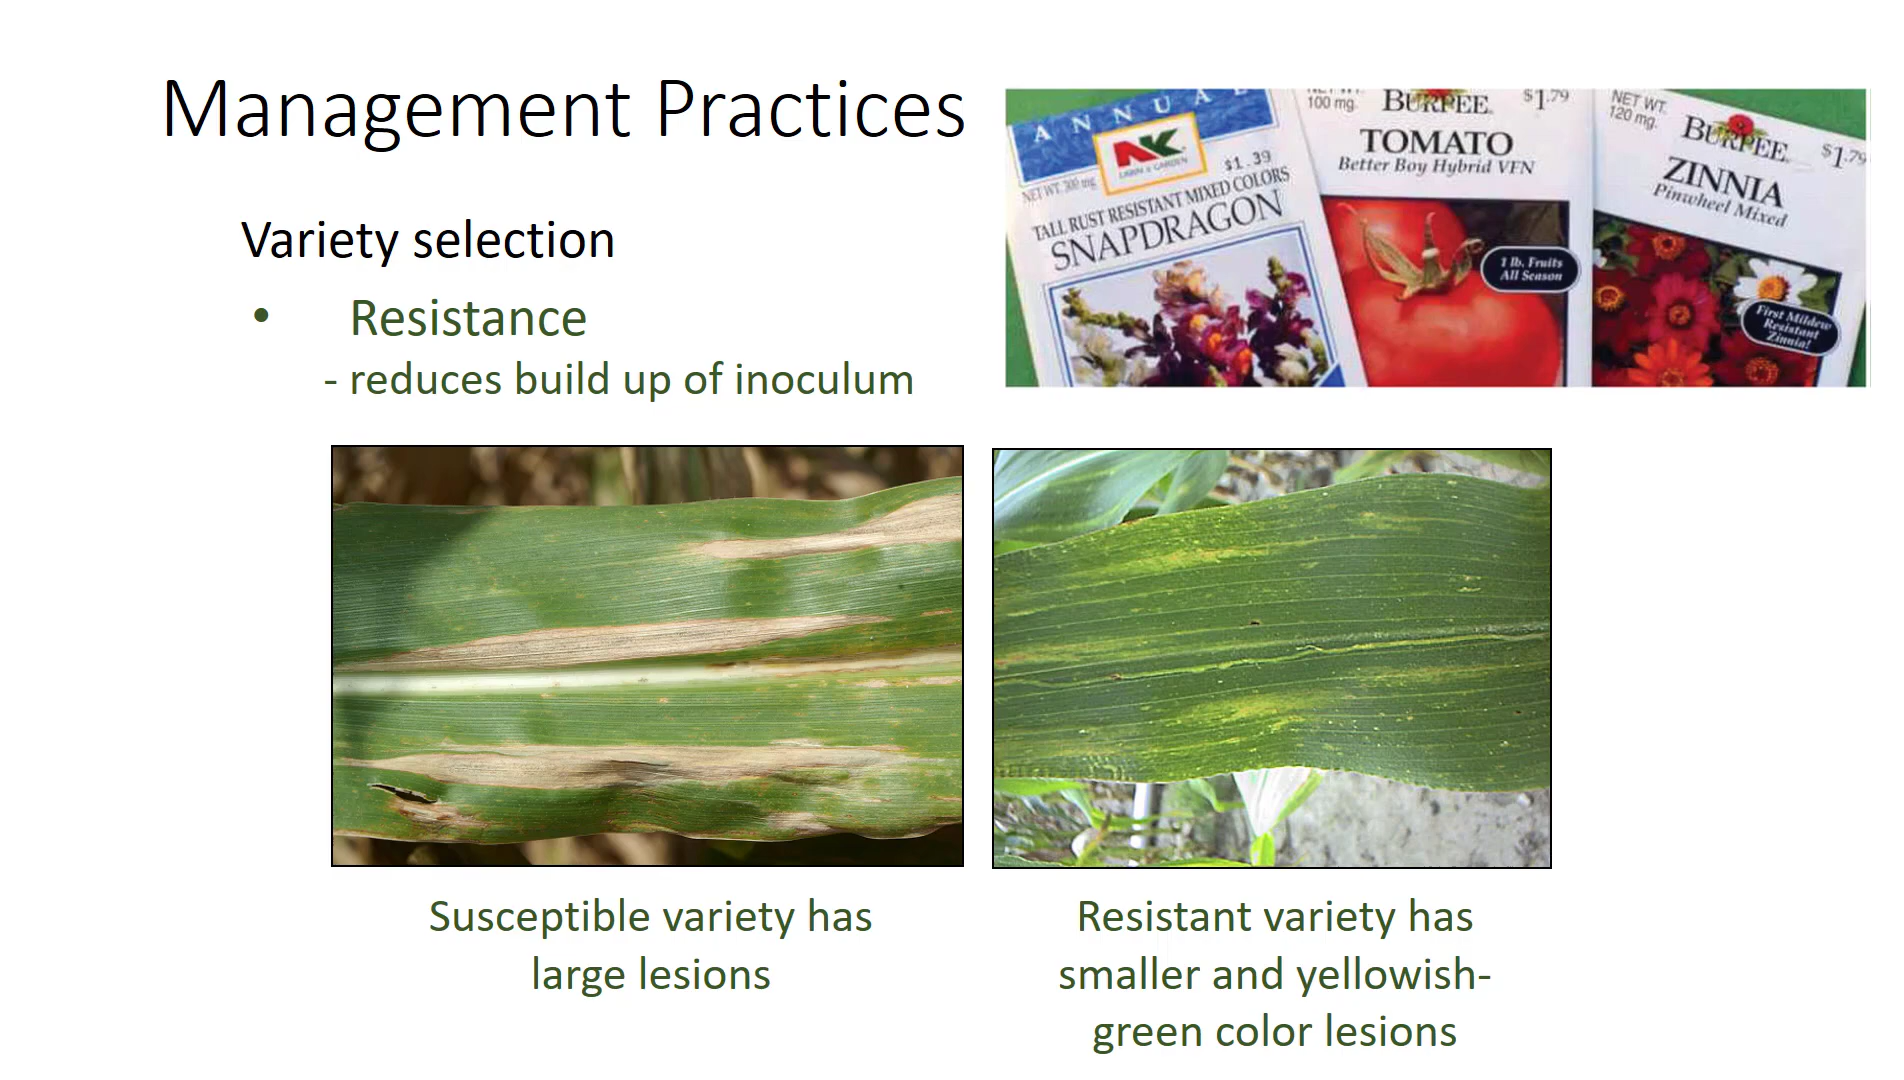 Management Practices
Variety selection
• Resistance
- reduces build up of inoculum
ANNUAL
NK
LAWN & GARDEN
$1.39
NET WT. 300 mg
TALL RUST RESISTANT MIXED COLORS
SNAPDRAGON
NET WT.
100 mg.
BURPEE
$1.79
TOMATO
Better Boy Hybrid VFN
1 lb. Fruits
All Season
NET WT.
120 mg.
BURPEE
$1.79
ZINNIA
Pinwheel Mixed
First Mildew
Resistant
Zinnia!
Susceptible variety has
large lesions
Resistant variety has
smaller and yellowish-
green color lesions